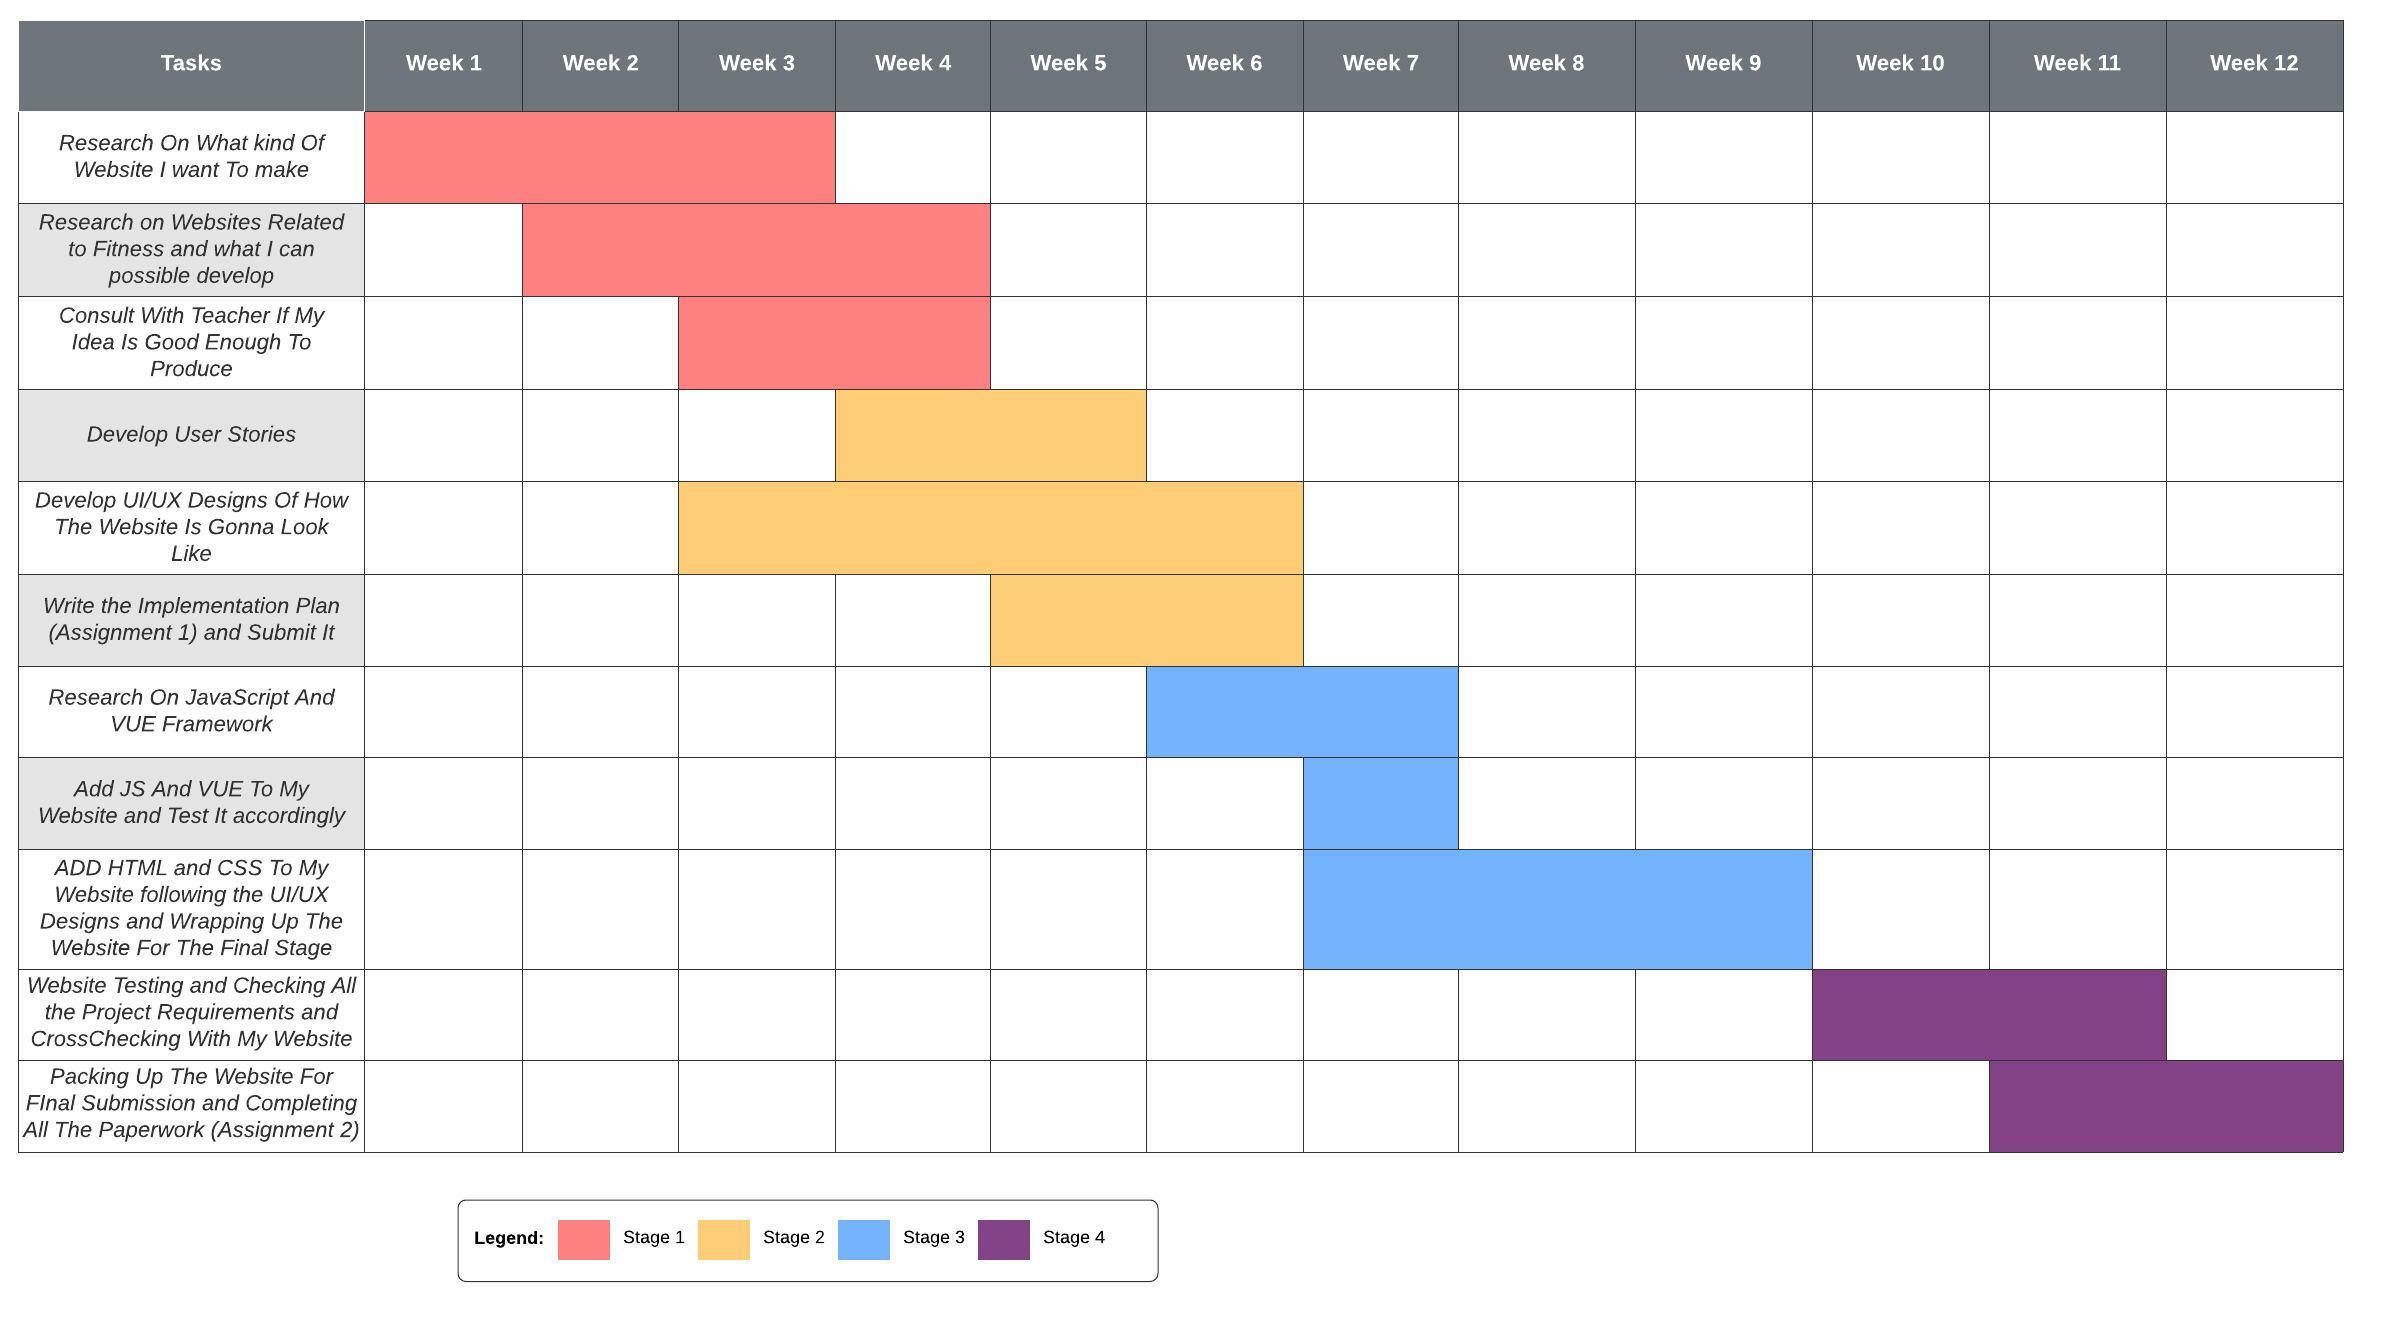 Tasks
Week 1
Week 2
Week 3
Week 4
Week 5
Week 6
Week 7
Week 8
Week 9
Week 10
Week 11
Week 12
Research On What kind Of
Website I want To make
Research on Websites Related
to Fitness and what I can
possible develop
Consult With Teacher If My
Idea Is Good Enough To
Produce
Develop User Stories
Develop UI/UX Designs Of How
The Website Is Gonna Look
Like
Write the Implementation Plan
(Assignment 1) and Submit It
Research On JavaScript And
VUE Framework
Add JS And VUE To My
Website and Test It accordingly
ADD HTML and CSS To My
Website following the UI/UX
Designs and Wrapping Up The
Website For The Final Stage
Website Testing and Checking All
the Project Requirements and
CrossChecking With My Website
Packing Up The Website For
FInal Submission and Completing
All The Paperwork (Assignment 2)
Legend:
Stage 1
Stage 2
Stage 3
Stage 4